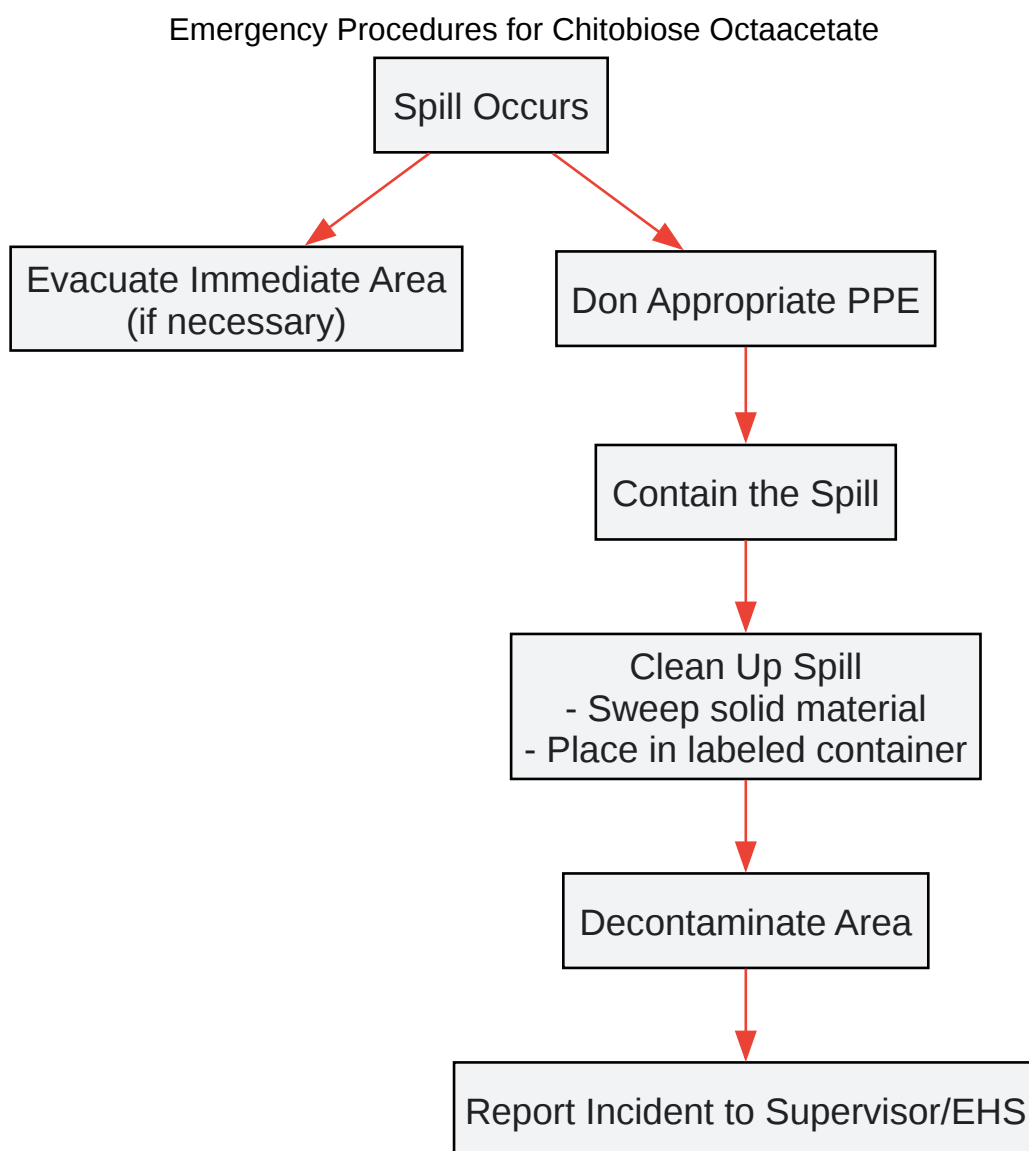 Emergency Procedures for Chitobiose Octaacetate
Spill Occurs
Evacuate Immediate Area
(if necessary)
Don Appropriate PPE
Contain the Spill
Clean Up Spill
- Sweep solid material
- Place in labeled container
Decontaminate Area
Report Incident to Supervisor/EHS